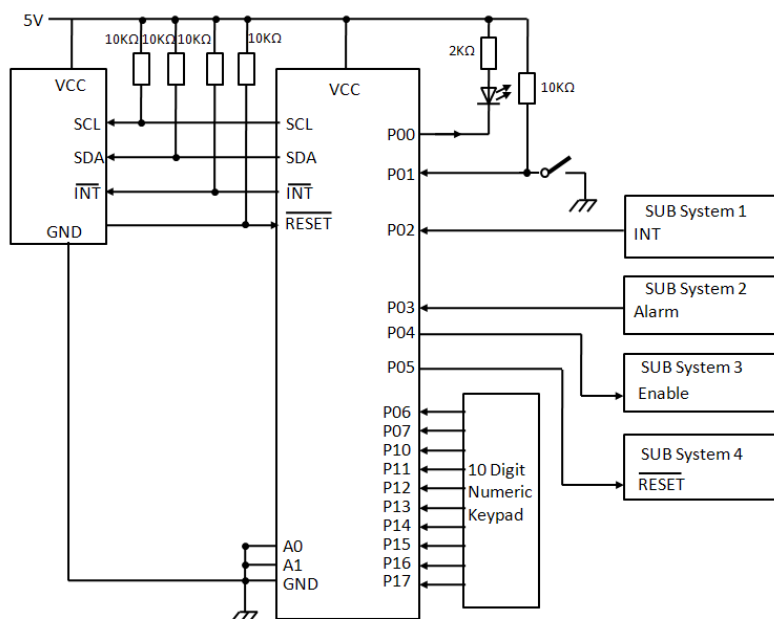 5V
10KΩ 10KΩ 10KΩ 10KΩ
2KΩ
10KΩ
VCC
VCC
SCL
SCL
P00
SDA
SDA
P01
INT
INT
GND
RESET
P02
SUB System 1
INT
P03
SUB System 2
Alarm
P04
P05
SUB System 3
Enable
P06
P07
P10
P11
P12
P13
P14
P15
P16
P17
10 Digit
Numeric
Keypad
SUB System 4
RESET
A0
A1
GND